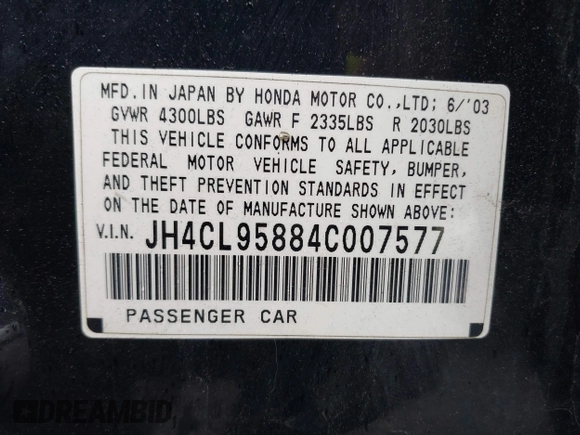 MFD. IN JAPAN BY HONDA MOTOR CO.,LTD; 6/'03
GVWR 4300LBS GAWR F 2335LBS R 2030LBS
THIS VEHICLE CONFORMS TO ALL APPLICABLE
FEDERAL MOTOR VEHICLE SAFETY, BUMPER,
AND THEFT PREVENTION STANDARDS IN EFFECT
ON THE DATE OF MANUFACTURE SHOWN ABOVE:
V.I.N. JH4CL95884C007577
PASSENGER CAR
DREAMBID